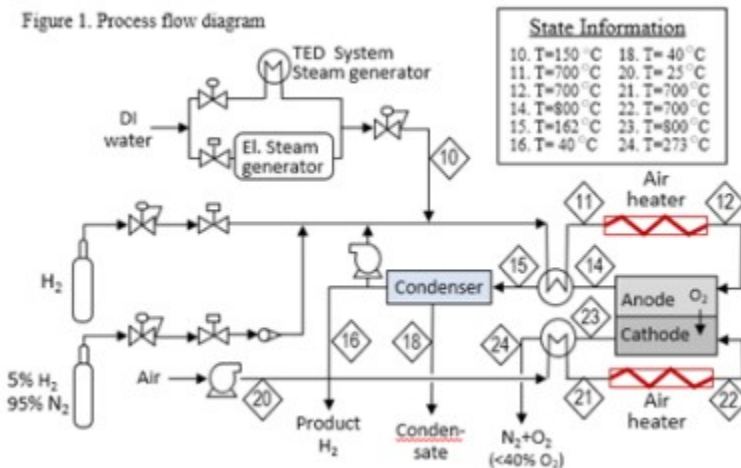 Figure 1. Process flow diagram
State Information
10. T=150 °C 18. T= 40 °C
11. T=700 °C 20. T= 25 °C
12. T=700 °C 21. T=700 °C
14. T=800 °C 22. T=700 °C
15. T=162 °C 23. T=800 °C
16. T= 40 °C 24. T=273 °C
TED System
Steam generator
DI
water
El. Steam
generator
10
Air
heater
11
12
H₂
15
14
Condenser
Anode
O₂
Cathode
23
16
18
24
5% H₂
95% N₂
Air
20
21
22
Air
heater
Product
H₂
Conden-
sate
N₂+O₂
(<40% O₂)